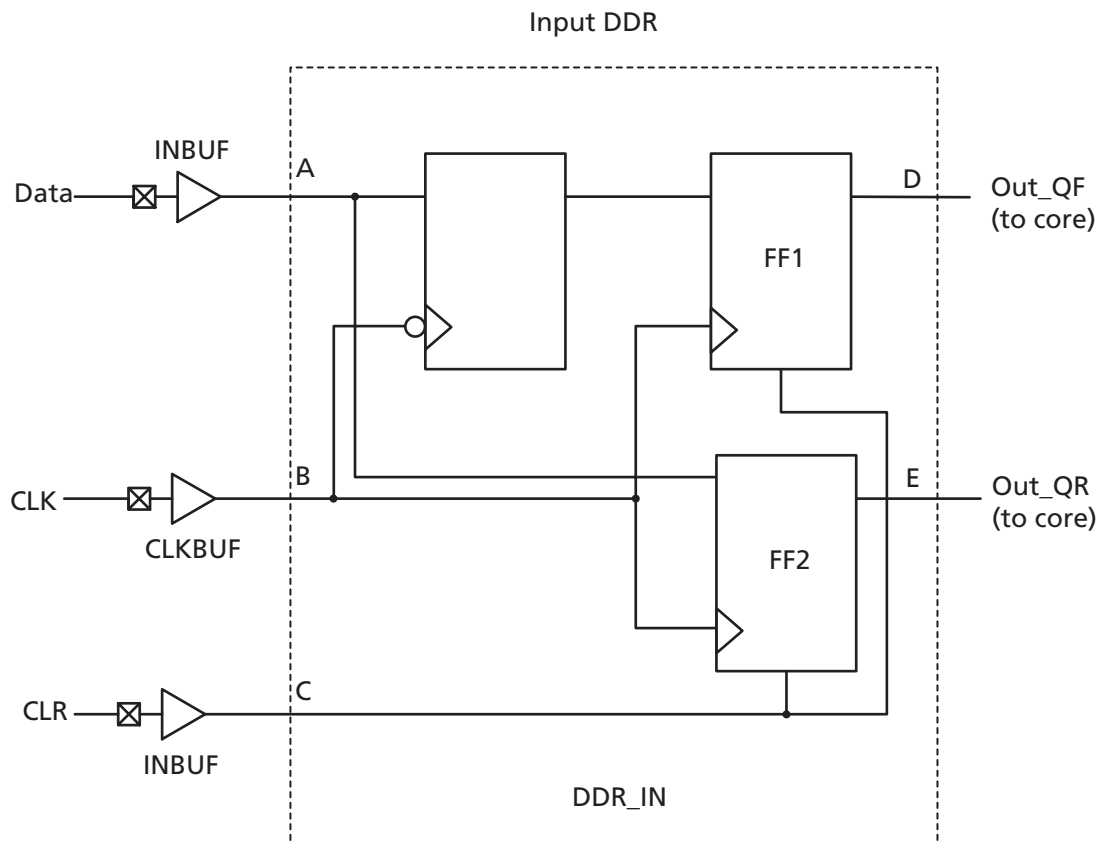 Input DDR
INBUF
A
Data
D
Out_QF
(to core)
FF1
B
CLK
CLKBUF
E
Out_QR
(to core)
FF2
C
CLR
INBUF
DDR_IN